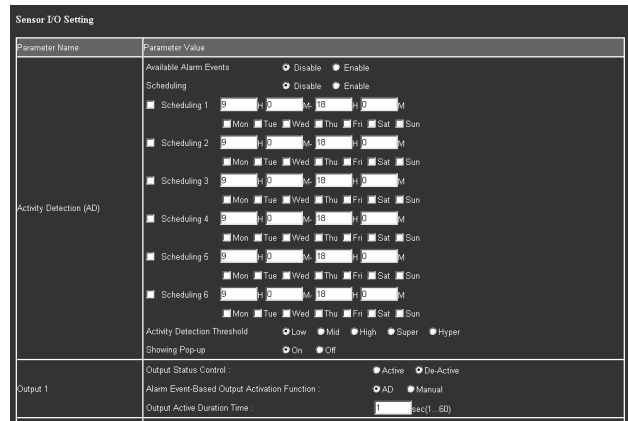 Sensor I/O Setting
Parameter Name Parameter Value
Activity Detection (AD)
Available Alarm Events Disable Enable
Scheduling Disable Enable
Scheduling 1 9 H 0 M- 18 H 0 M
Mon Tue Wed Thu Fri Sat Sun
Scheduling 2 9 H 0 M- 18 H 0 M
Mon Tue Wed Thu Fri Sat Sun
Scheduling 3 9 H 0 M- 18 H 0 M
Mon Tue Wed Thu Fri Sat Sun
Scheduling 4 9 H 0 M- 18 H 0 M
Mon Tue Wed Thu Fri Sat Sun
Scheduling 5 9 H 0 M- 18 H 0 M
Mon Tue Wed Thu Fri Sat Sun
Scheduling 6 9 H 0 M- 18 H 0 M
Mon Tue Wed Thu Fri Sat Sun
Activity Detection Threshold Low Mid High Super Hyper
Showing Pop-up On Off
Output 1
Output Status Control : Active De-Active
Alarm Event-Based Output Activation Function : AD Manual
Output Active Duration Time : 1 sec(1...60)